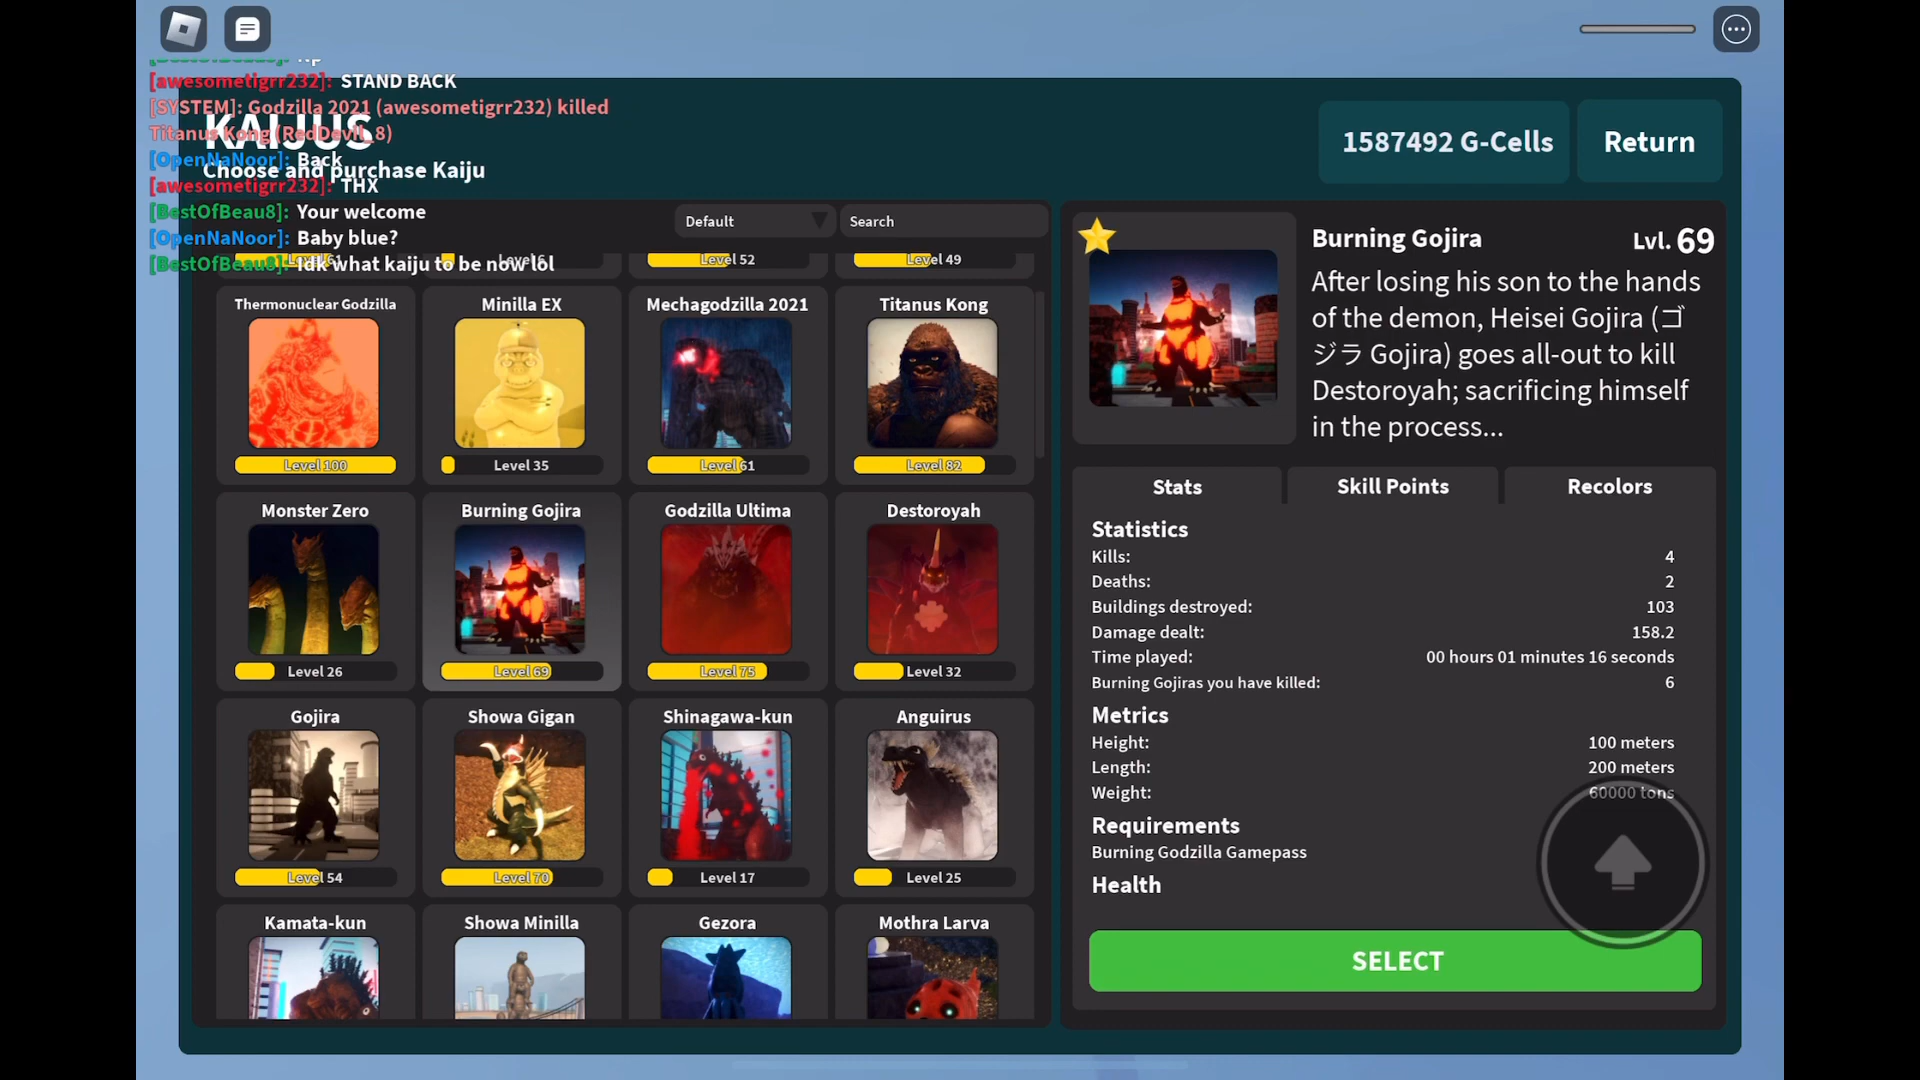 [awesometigrr232]: STAND BACK
[SYSTEM]: Godzilla 2021 (awesometigrr232) killed
Titanus Kong (RedDevil_8)
[OpenNaNoor]: Back
[awesometigrr232]: THX
[BestOfBeau8]: Your welcome
[OpenNaNoor]: Baby blue?
[BestOfBeau8]: Idk what kaiju to be now lol
KAIJUS
Choose and purchase Kaiju
1587492 G-Cells
Return
Default
Search
Level 52
Level 49
Thermonuclear Godzilla
Minilla EX
Mechagodzilla 2021
Titanus Kong
Level 100
Level 35
Level 61
Level 82
Monster Zero
Burning Gojira
Godzilla Ultima
Destoroyah
Level 26
Level 69
Level 75
Level 32
Gojira
Showa Gigan
Shinagawa-kun
Anguirus
Level 54
Level 70
Level 17
Level 25
Kamata-kun
Showa Minilla
Gezora
Mothra Larva
Burning Gojira
Lvl. 69
After losing his son to the hands
of the demon, Heisei Gojira (ゴ
ジラ Gojira) goes all-out to kill
Destoroyah; sacrificing himself
in the process...
Stats
Skill Points
Recolors
Statistics
Kills: 4
Deaths: 2
Buildings destroyed: 103
Damage dealt: 158.2
Time played: 00 hours 01 minutes 16 seconds
Burning Gojiras you have killed: 6
Metrics
Height: 100 meters
Length: 200 meters
Weight: 60000 tons
Requirements
Burning Godzilla Gamepass
Health
SELECT